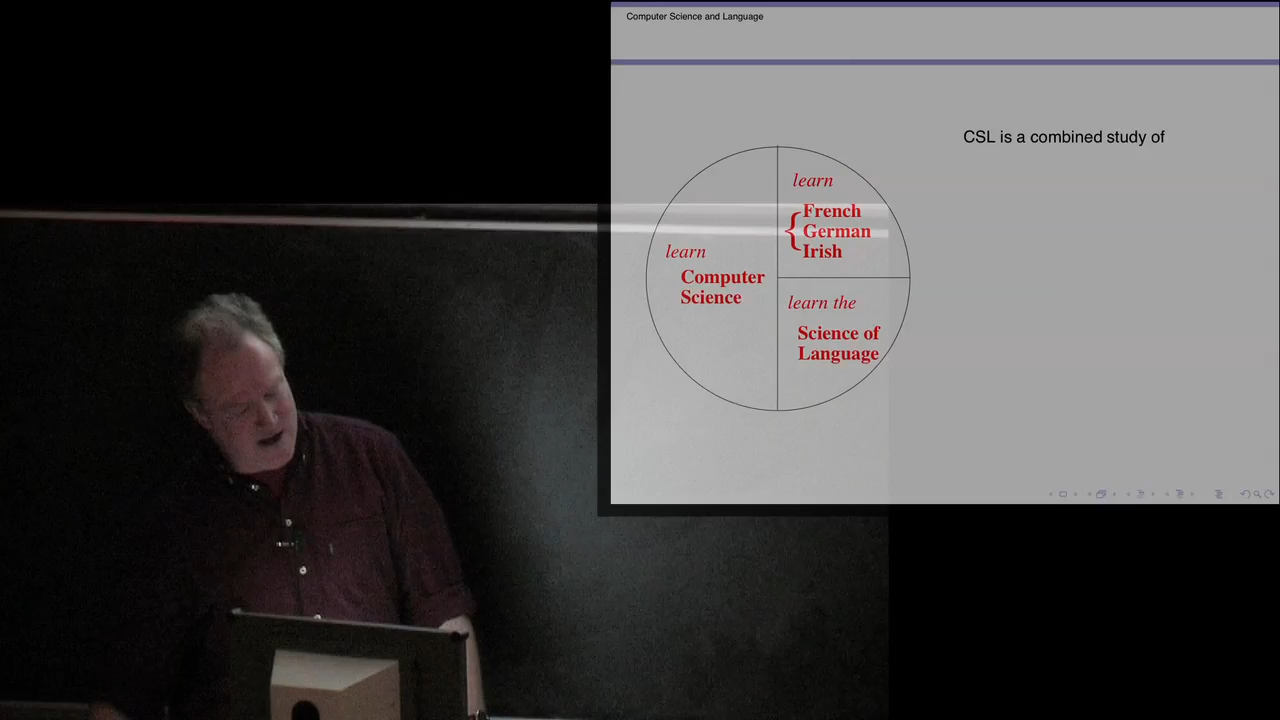 Computer Science and Language
CSL is a combined study of
learn
Computer
Science
learn
French
German
Irish
learn the
Science of
Language